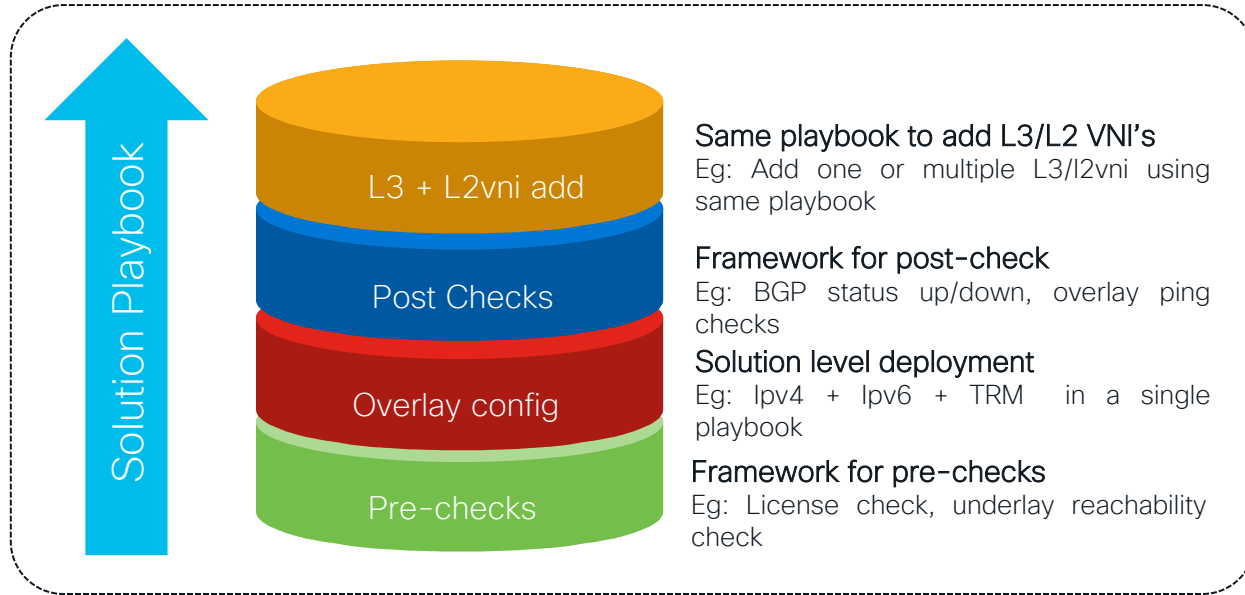 Solution Playbook
L3 + L2vni add
Same playbook to add L3/L2 VNI's
Eg: Add one or multiple L3/l2vni using
same playbook
Post Checks
Framework for post-check
Eg: BGP status up/down, overlay ping
checks
Overlay config
Solution level deployment
Eg: Ipv4 + Ipv6 + TRM in a single
playbook
Pre-checks
Framework for pre-checks
Eg: License check, underlay reachability
check